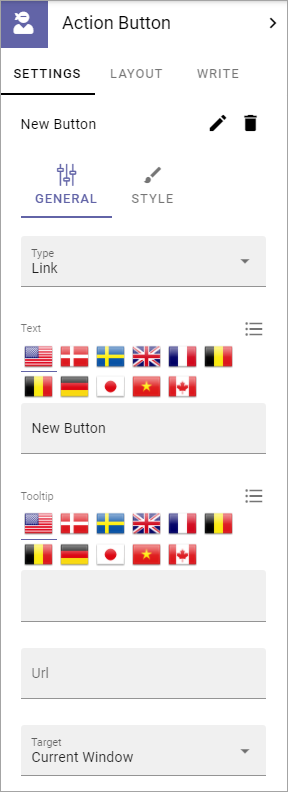 Action Button
SETTINGS LAYOUT WRITE
New Button
GENERAL STYLE
Type
Link
Text
New Button
Tooltip
Url
Target
Current Window